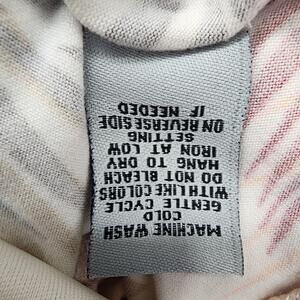 MACHINE WASH
COLD
GENTLE CYCLE
WITH LIKE COLORS
DO NOT BLEACH
HANG TO DRY
IRON AT LOW
SETTING
ON REVERSE SIDE
IF NEEDED